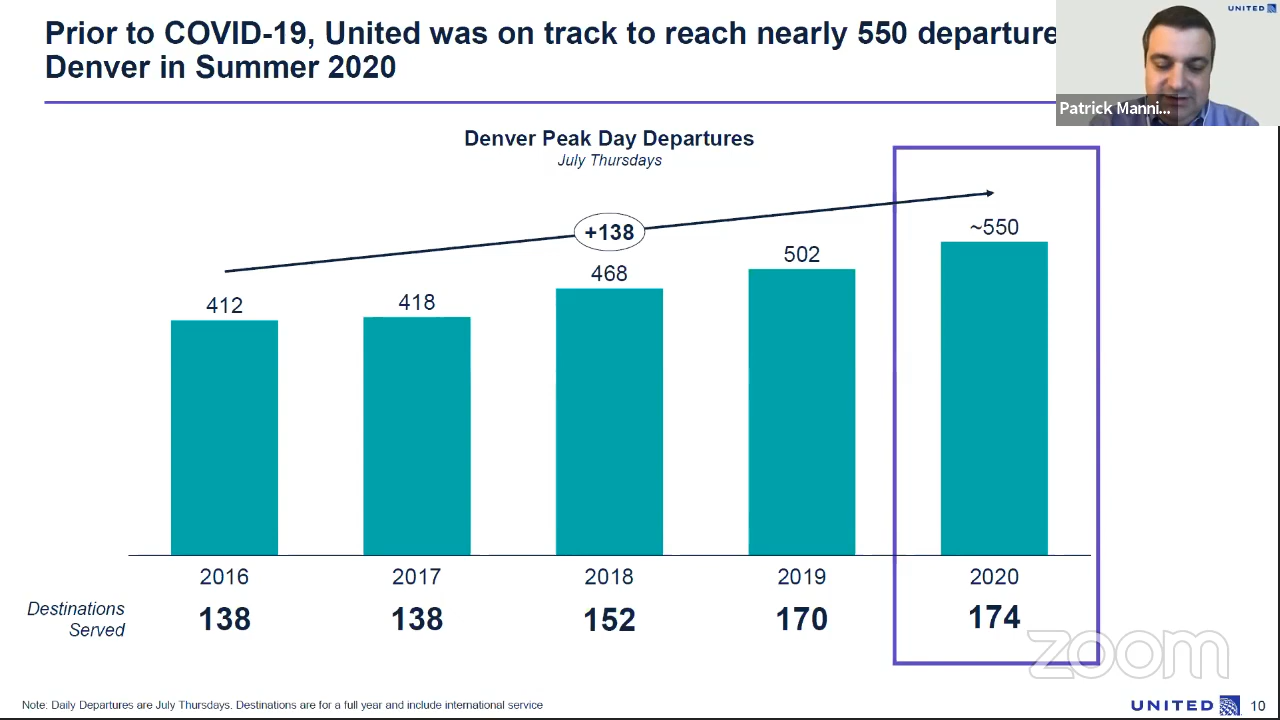 Prior to COVID-19, United was on track to reach nearly 550 departure
Denver in Summer 2020
UNITED
Patrick Manni...
Denver Peak Day Departures
July Thursdays
+138
412
418
468
502
~550
2016 2017 2018 2019 2020
Destinations
Served
138 138 152 170 174
zoom
Note: Daily Departures are July Thursdays. Destinations are for a full year and include international service
UNITED 10